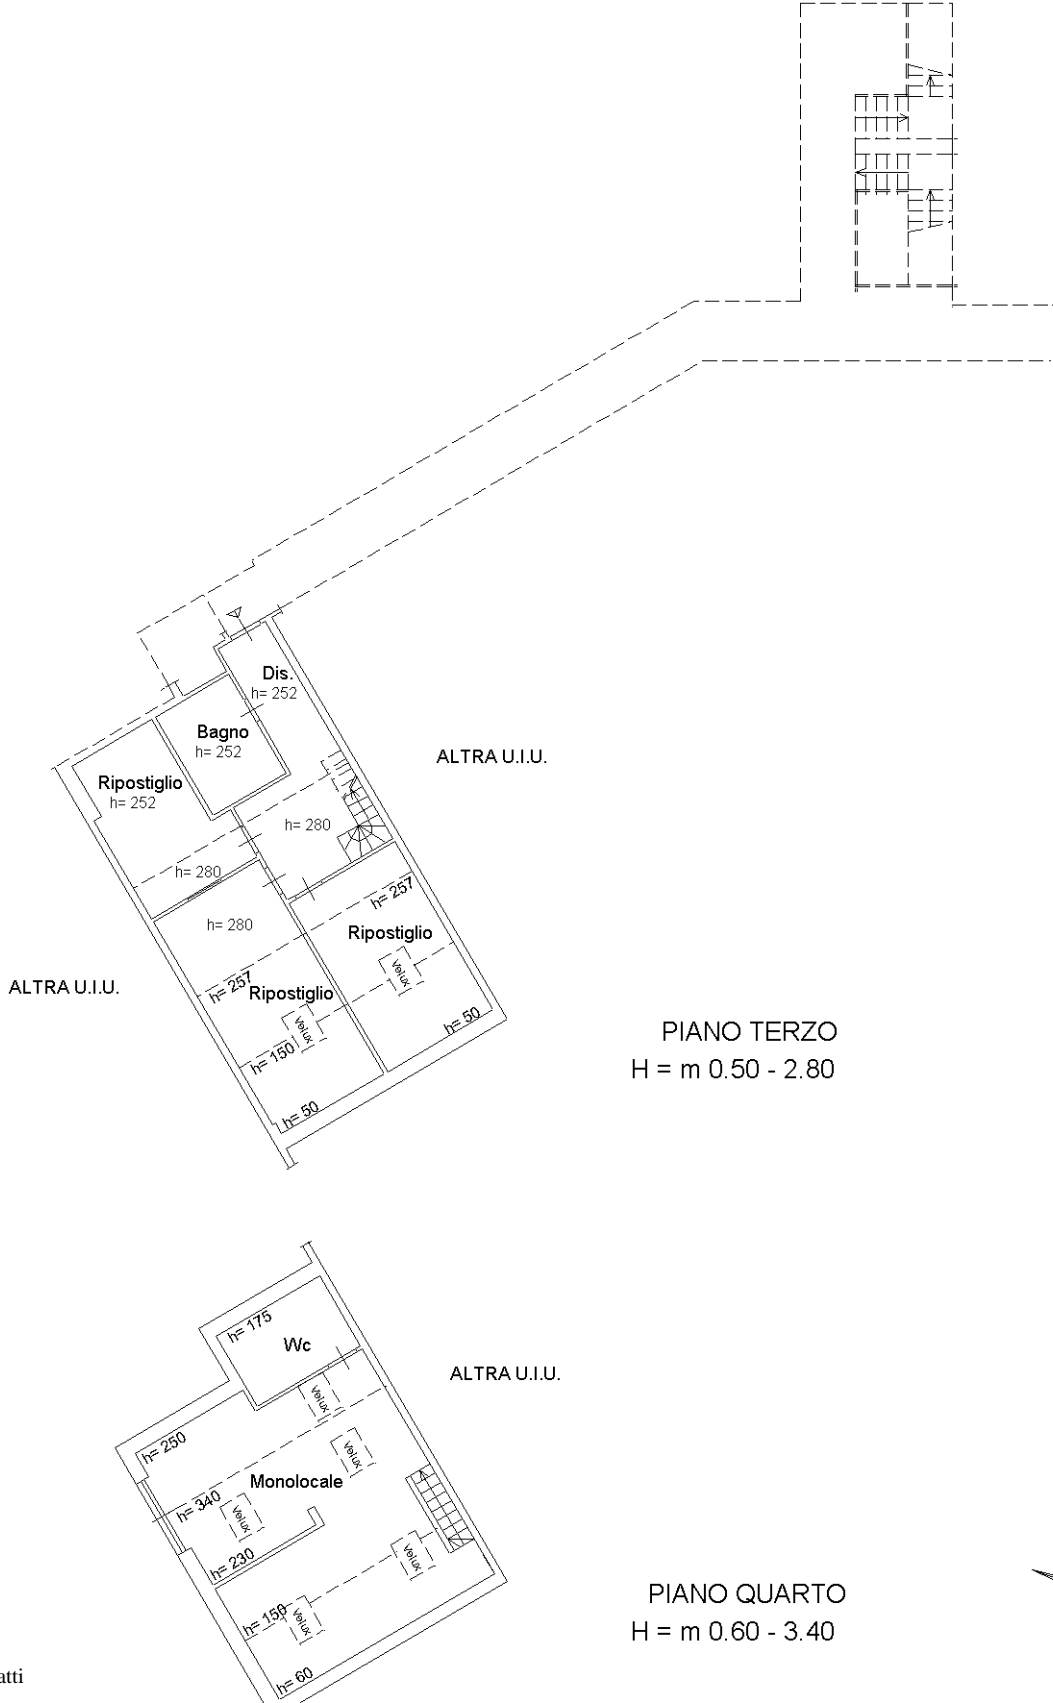 Dis.
h= 252
Bagno
h= 252
ALTRA U.I.U.
Ripostiglio
h= 252
h= 280
h= 280
h= 257
h= 280
Ripostiglio
h= 257
Ripostiglio
Velux
ALTRA U.I.U.
Velux
h= 50
h= 150
PIANO TERZO
H = m 0.50 - 2.80
h= 50
h= 175
Wc
ALTRA U.I.U.
Velux
h= 250
Velux
Monolocale
h= 340
Velux
h= 230
Velux
PIANO QUARTO
h= 150
Velux
H = m 0.60 - 3.40
h= 60
atti